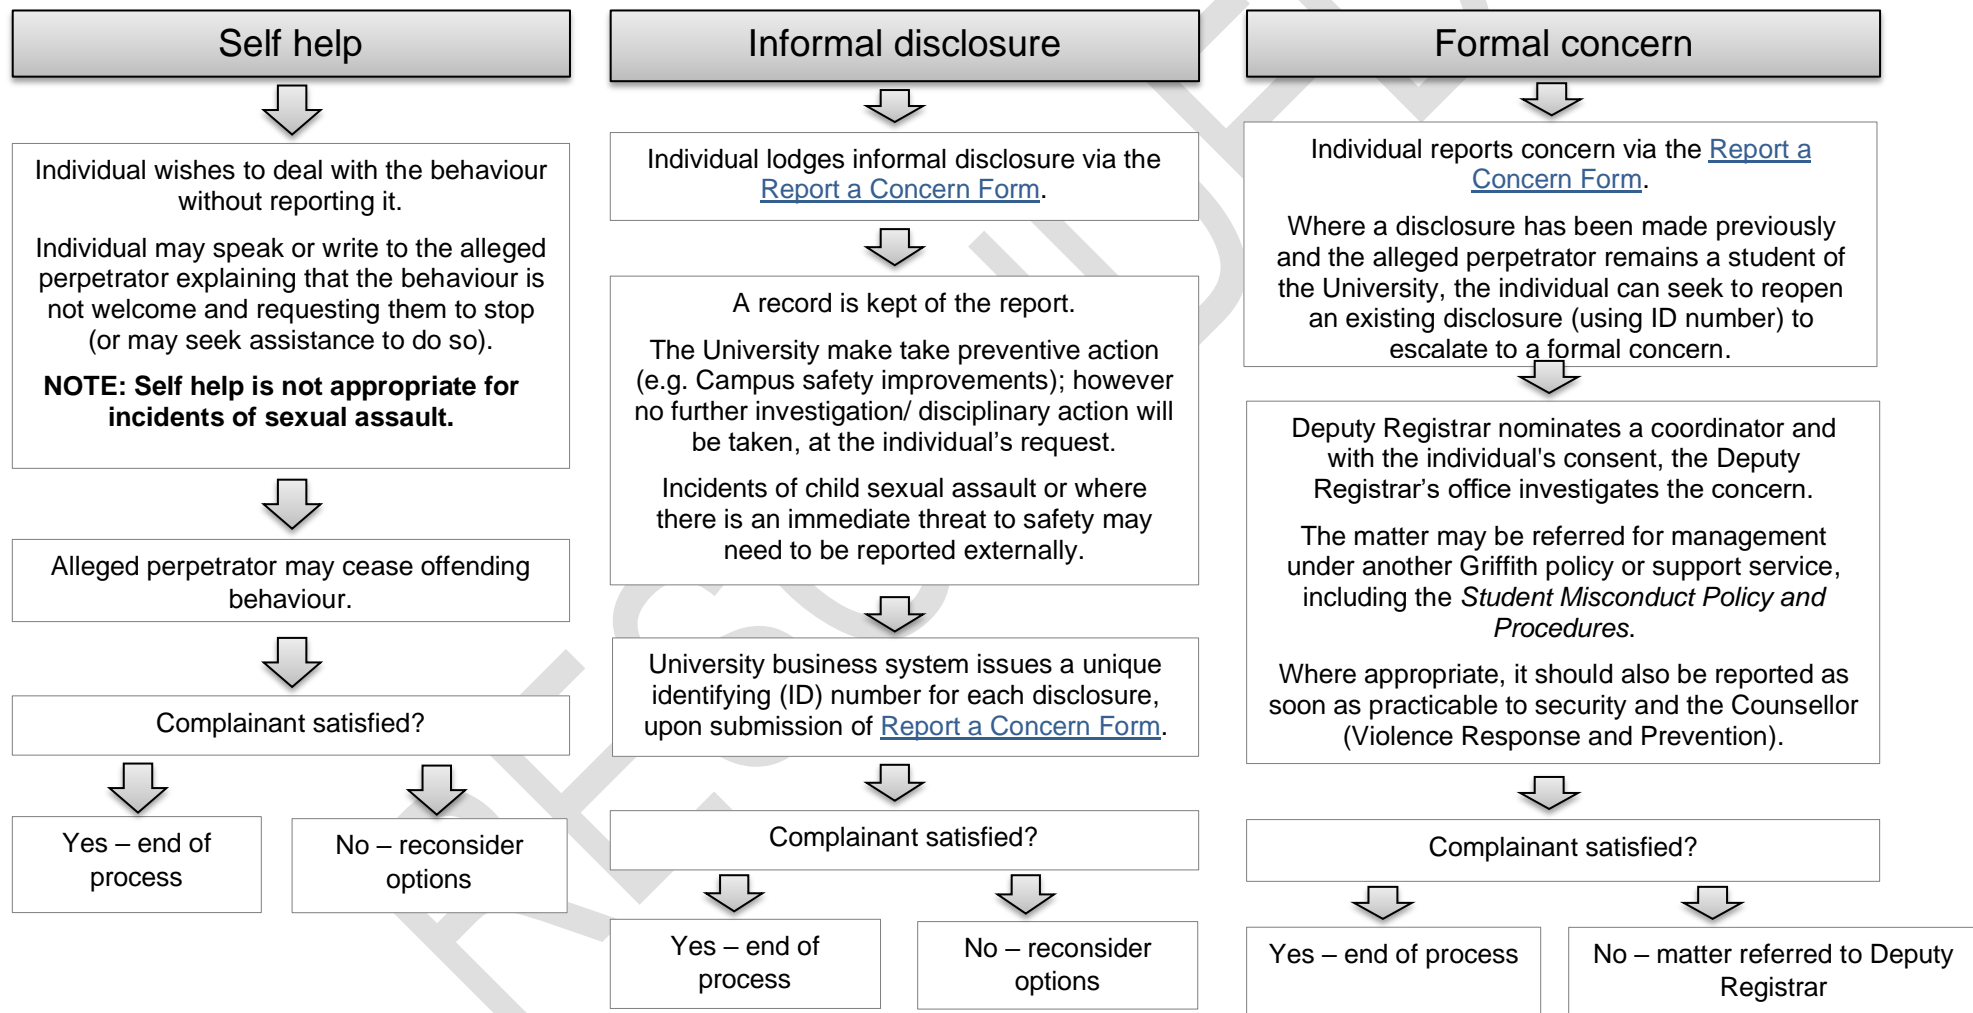 Self help
Individual wishes to deal with the behaviour
without reporting it.
Individual may speak or write to the alleged
perpetrator explaining that the behaviour is
not welcome and requesting them to stop
(or may seek assistance to do so).
NOTE: Self help is not appropriate for
incidents of sexual assault.
Alleged perpetrator may cease offending
behaviour.
Complainant satisfied?
Yes – end of
process
No – reconsider
options
Informal disclosure
Individual lodges informal disclosure via the
Report a Concern Form.
A record is kept of the report.
The University make take preventive action
(e.g. Campus safety improvements); however
no further investigation/ disciplinary action will
be taken, at the individual's request.
Incidents of child sexual assault or where
there is an immediate threat to safety may
need to be reported externally.
University business system issues a unique
identifying (ID) number for each disclosure,
upon submission of Report a Concern Form.
Complainant satisfied?
Yes – end of
process
No – reconsider
options
Formal concern
Individual reports concern via the Report a
Concern Form.
Where a disclosure has been made previously
and the alleged perpetrator remains a student of
the University, the individual can seek to reopen
an existing disclosure (using ID number) to
escalate to a formal concern.
Deputy Registrar nominates a coordinator and
with the individual's consent, the Deputy
Registrar's office investigates the concern.
The matter may be referred for management
under another Griffith policy or support service,
including the Student Misconduct Policy and
Procedures.
Where appropriate, it should also be reported as
soon as practicable to security and the Counsellor
(Violence Response and Prevention).
Complainant satisfied?
Yes – end of process
No – matter referred to Deputy
Registrar